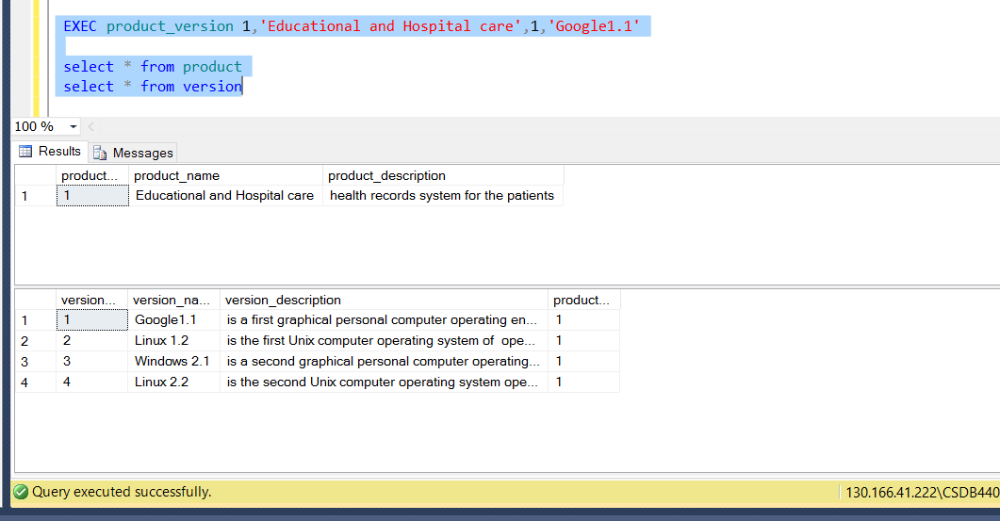 EXEC product_version 1,'Educational and Hospital care',1,'Google1.1'
select * from product
select * from version
100 %
Results Messages
product... product_name product_description
1 1 Educational and Hospital care health records system for the patients
version... version_na... version_description product...
1 1 Google1.1 is a first graphical personal computer operating en... 1
2 2 Linux 1.2 is the first Unix computer operating system of ope... 1
3 3 Windows 2.1 is a second graphical personal computer operating... 1
4 4 Linux 2.2 is the second Unix computer operating system ope... 1
Query executed successfully. 130.166.41.222\CSDB440